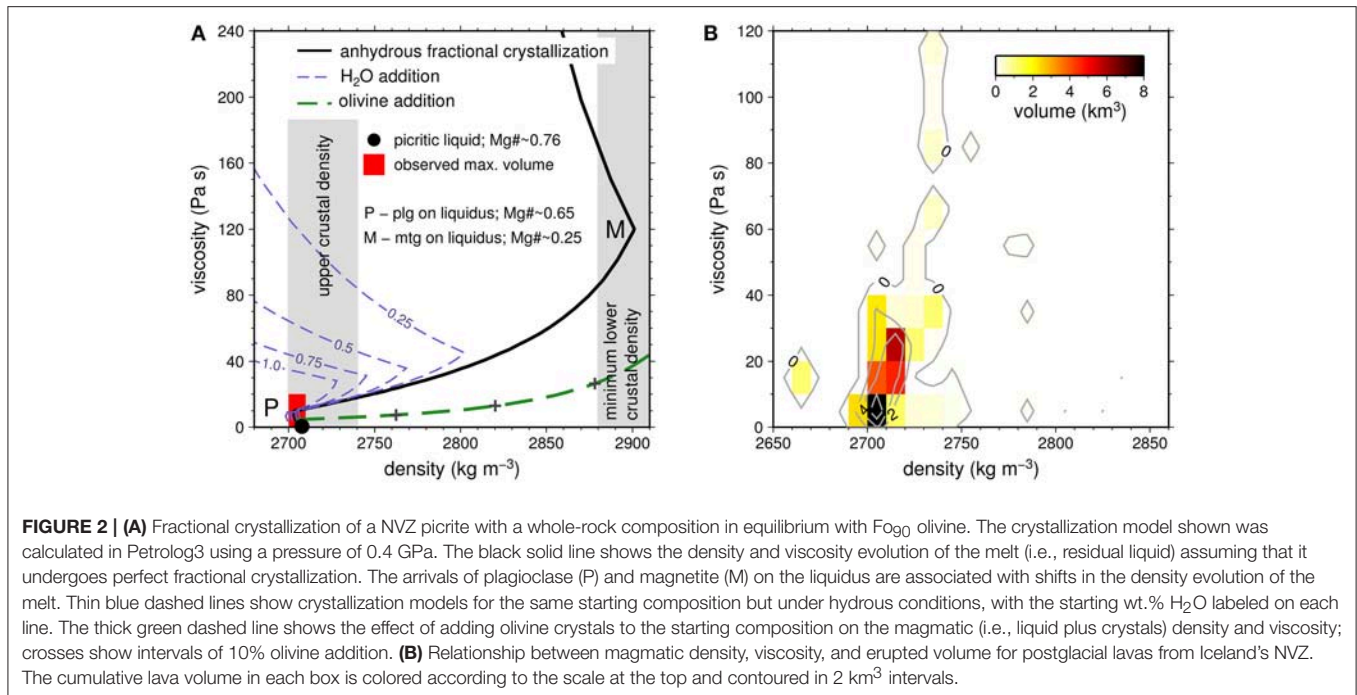 A
240
200
160
120
80
40
0
viscosity (Pa s)
anhydrous fractional crystallization
H₂O addition
olivine addition
picritic liquid; Mg#~0.76
observed max. volume
P – plg on liquidus; Mg#~0.65
M – mtg on liquidus; Mg#~0.25
upper crustal density
minimum lower
crustal density
M
P
0.25
0.5
0.75
1.0
2700 2750 2800 2850 2900
density (kg m⁻³)
B
120
100
80
60
40
20
0
viscosity (Pa s)
0 2 4 6 8
volume (km³)
0
0
0
0
0
4
2
2650 2700 2750 2800 2850
density (kg m⁻³)
FIGURE 2 | (A) Fractional crystallization of a NVZ picrite with a whole-rock composition in equilibrium with Fo₉₀ olivine. The crystallization model shown was
calculated in Petrolog3 using a pressure of 0.4 GPa. The black solid line shows the density and viscosity evolution of the melt (i.e., residual liquid) assuming that it
undergoes perfect fractional crystallization. The arrivals of plagioclase (P) and magnetite (M) on the liquidus are associated with shifts in the density evolution of the
melt. Thin blue dashed lines show crystallization models for the same starting composition but under hydrous conditions, with the starting wt.% H₂O labeled on each
line. The thick green dashed line shows the effect of adding olivine crystals to the starting composition on the magmatic (i.e., liquid plus crystals) density and viscosity;
crosses show intervals of 10% olivine addition. (B) Relationship between magmatic density, viscosity, and erupted volume for postglacial lavas from Iceland's NVZ.
The cumulative lava volume in each box is colored according to the scale at the top and contoured in 2 km³ intervals.